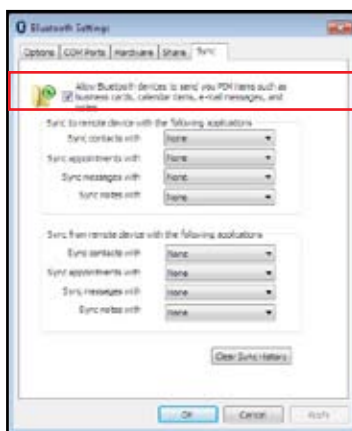 Bluetooth Settings
Options COM Ports Hardware Share Sync
Allow Bluetooth devices to send you PIM items such as
business cards, calendar items, e-mail messages, and
Sync to remote device with the following applications
Sync contacts with None
Sync appointments with None
Sync messages with None
Sync notes with None
Sync from remote device with the following applications
Sync contacts with None
Sync appointments with None
Sync messages with None
Sync notes with None
Clear Sync History
OK Cancel Apply